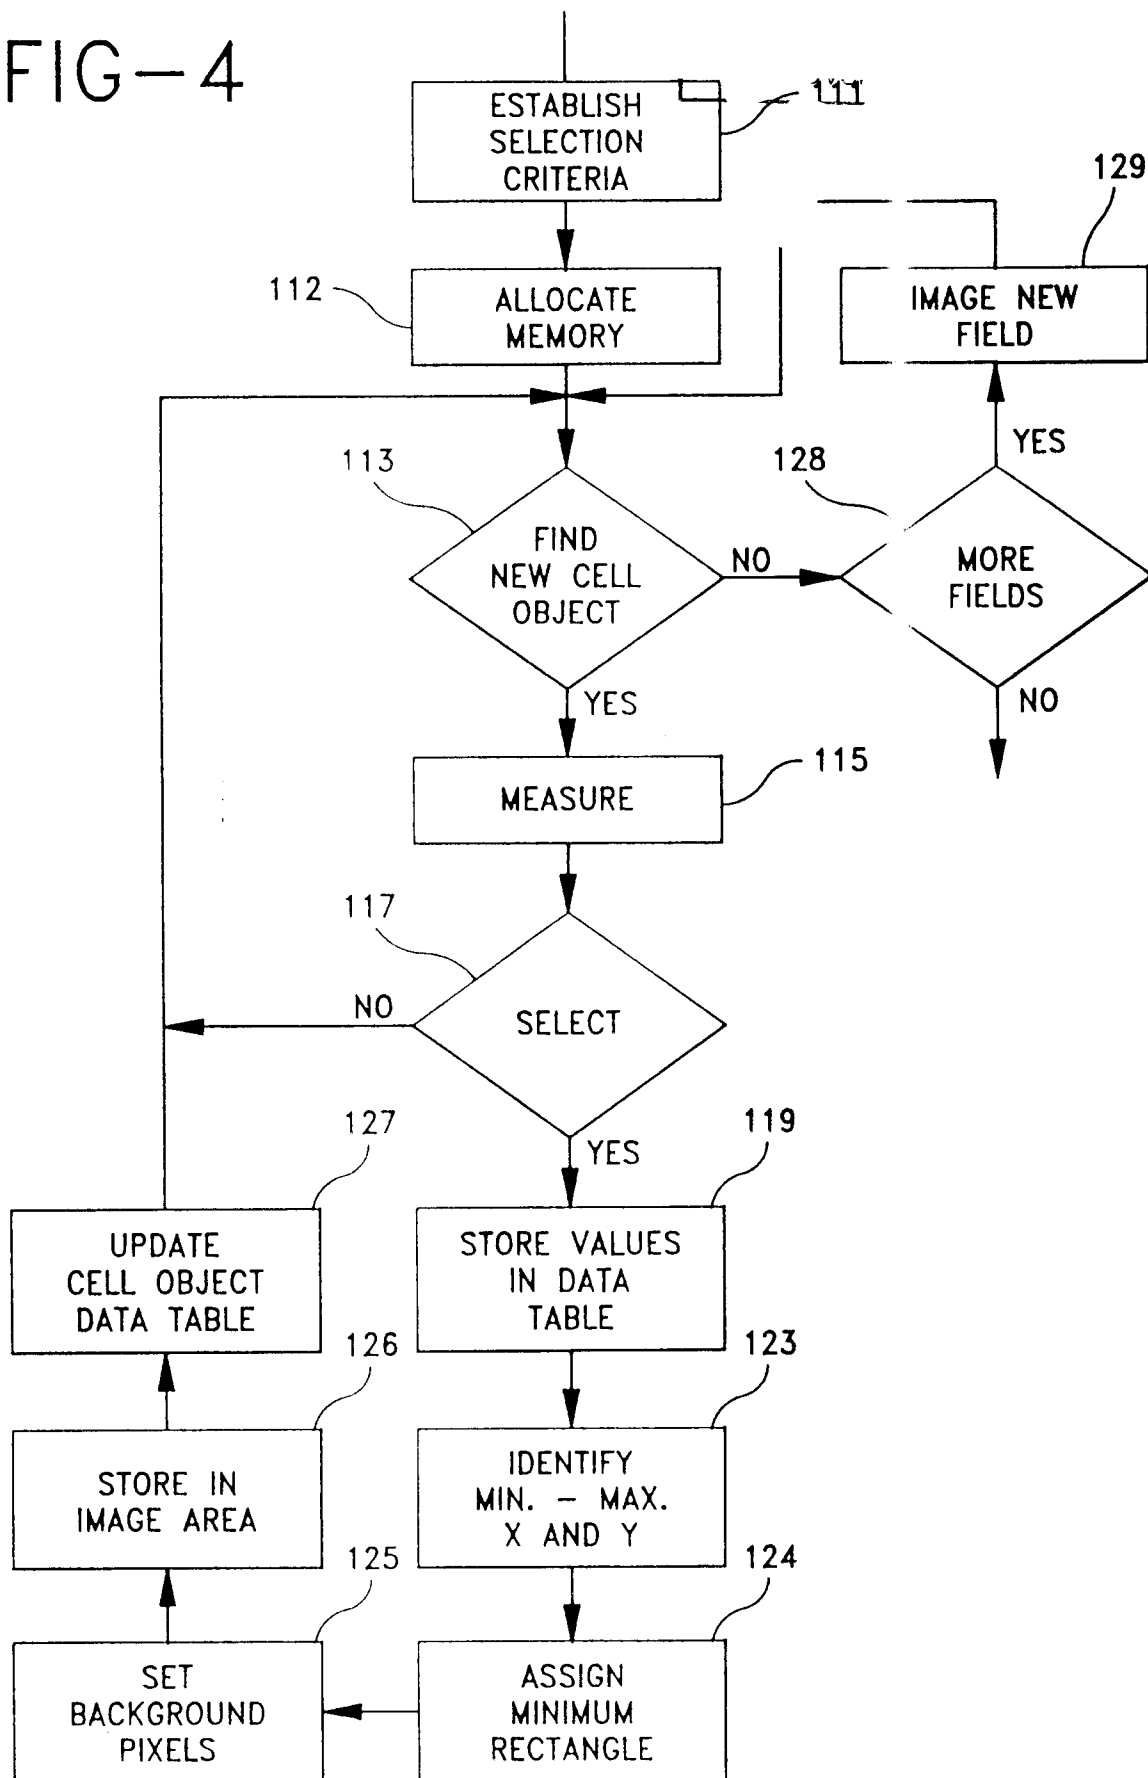 FIG-4
ESTABLISH
SELECTION
CRITERIA
111
129
112
ALLOCATE
MEMORY
IMAGE NEW
FIELD
YES
113
128
FIND
NEW CELL
OBJECT
NO
MORE
FIELDS
YES
NO
MEASURE
115
117
NO
SELECT
YES
127
119
UPDATE
CELL OBJECT
DATA TABLE
STORE VALUES
IN DATA
TABLE
126
123
STORE IN
IMAGE AREA
IDENTIFY
MIN. - MAX.
X AND Y
125
124
SET
BACKGROUND
PIXELS
ASSIGN
MINIMUM
RECTANGLE